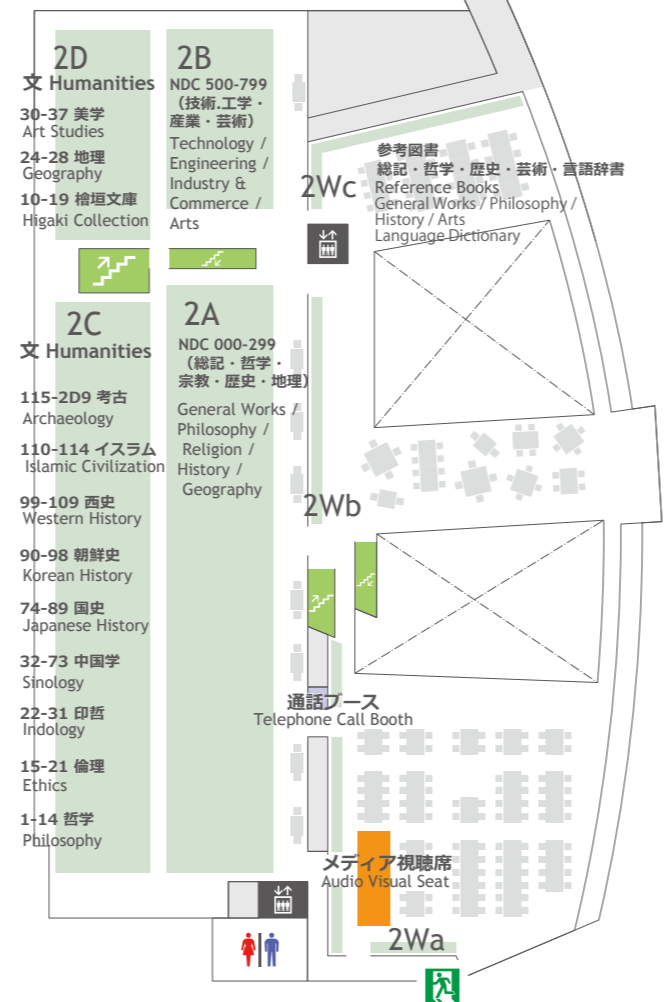 2D
文 Humanities
30-37 美学
Art Studies
24-28 地理
Geography
10-19 檜垣文庫
Higaki Collection
2B
NDC 500-799
（技術.工学・
産業・芸術）
Technology /
Engineering /
Industry &
Commerce /
Arts
2Wc
参考図書
総記・哲学・歴史・芸術・言語辞書
Reference Books
General Works / Philosophy /
History / Arts
Language Dictionary
2C
文 Humanities
115-2D9 考古
Archaeology
110-114 イスラム
Islamic Civilization
99-109 西史
Western History
90-98 朝鮮史
Korean History
74-89 国史
Japanese History
32-73 中国学
Sinology
22-31 印哲
Indology
15-21 倫理
Ethics
1-14 哲学
Philosophy
2A
NDC 000-299
（総記・哲学・
宗教・歴史・地理）
General Works /
Philosophy /
Religion /
History /
Geography
2Wb
通話ブース
Telephone Call Booth
メディア視聴席
Audio Visual Seat
2Wa